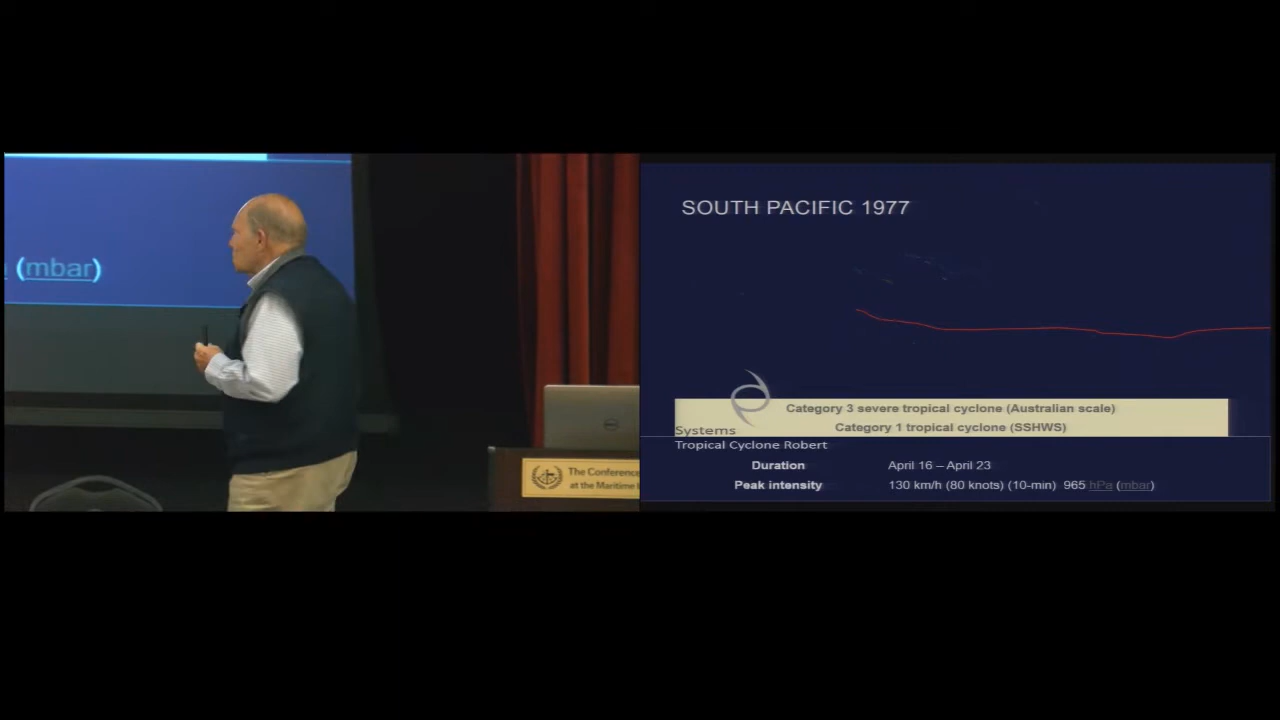 (mbar)
DELL
The Conference
at the Maritime
SOUTH PACIFIC 1977
Category 3 severe tropical cyclone (Australian scale)
Category 1 tropical cyclone (SSHWS)
Systems
Tropical Cyclone Robert
Duration April 16 – April 23
Peak intensity 130 km/h (80 knots) (10-min) 965 hPa (mbar)